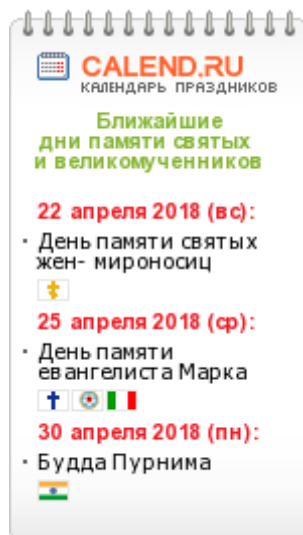 CALEND.RU
КАЛЕНДАРЬ ПРАЗДНИКОВ
Ближайшие
дни памяти святых
и великомученников
22 апреля 2018 (вс):
· День памяти святых
жен- мироносиц
25 апреля 2018 (ср):
· День памяти
евангелиста Марка
30 апреля 2018 (пн):
· Будда Пурнима